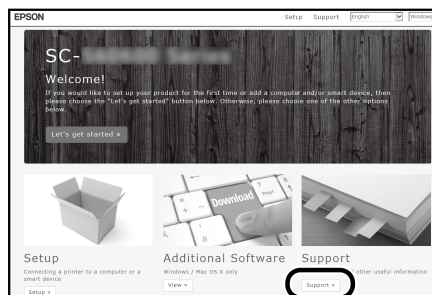 EPSON
Setup Support English Windows
SC-
Welcome!
If you would like to set up your product for the first time or add a computer and/or smart device, then
please choose the "Let's get started" button below. Otherwise, please choose one of the other options
below.
Let's get started »
Download
Setup
Connecting a printer to a computer or a
smart device
Setup »
Additional Software
Windows / Mac OS X only
View »
Support
other useful information
Support »